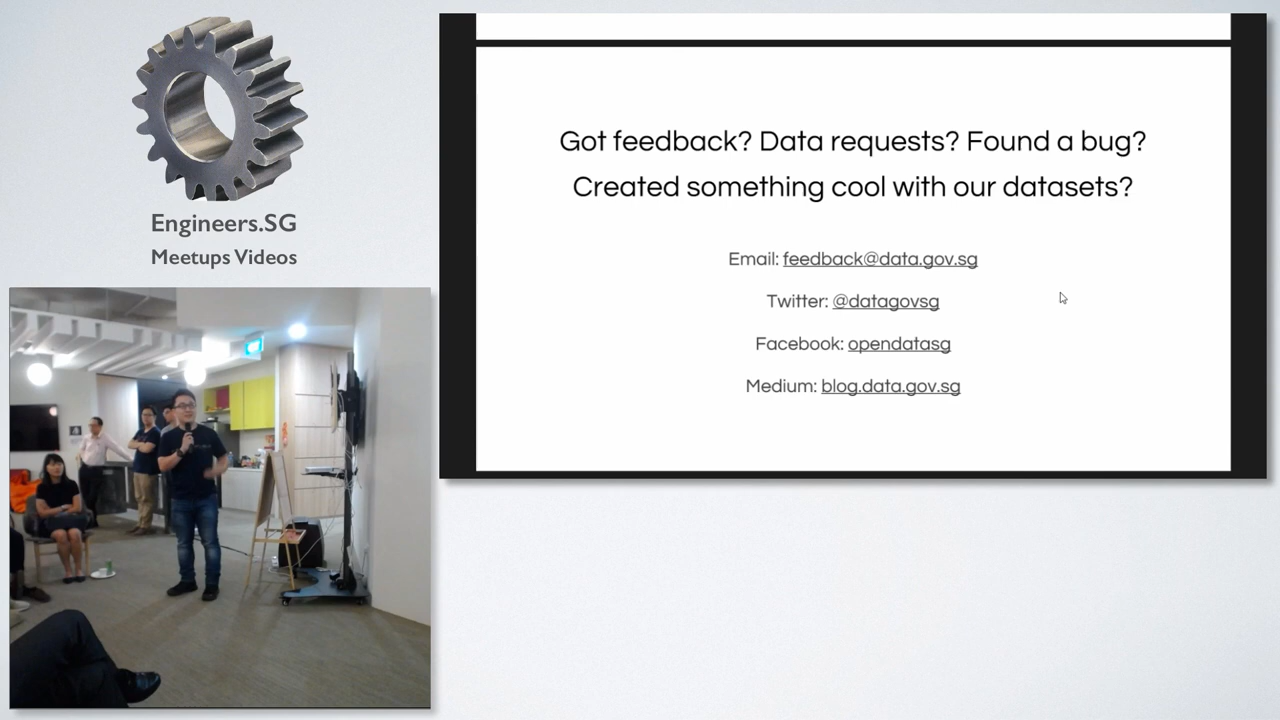 Engineers.SG
Meetups Videos
Got feedback? Data requests? Found a bug?
Created something cool with our datasets?
Email: feedback@data.gov.sg
Twitter: @datagovsg
Facebook: opendatasg
Medium: blog.data.gov.sg